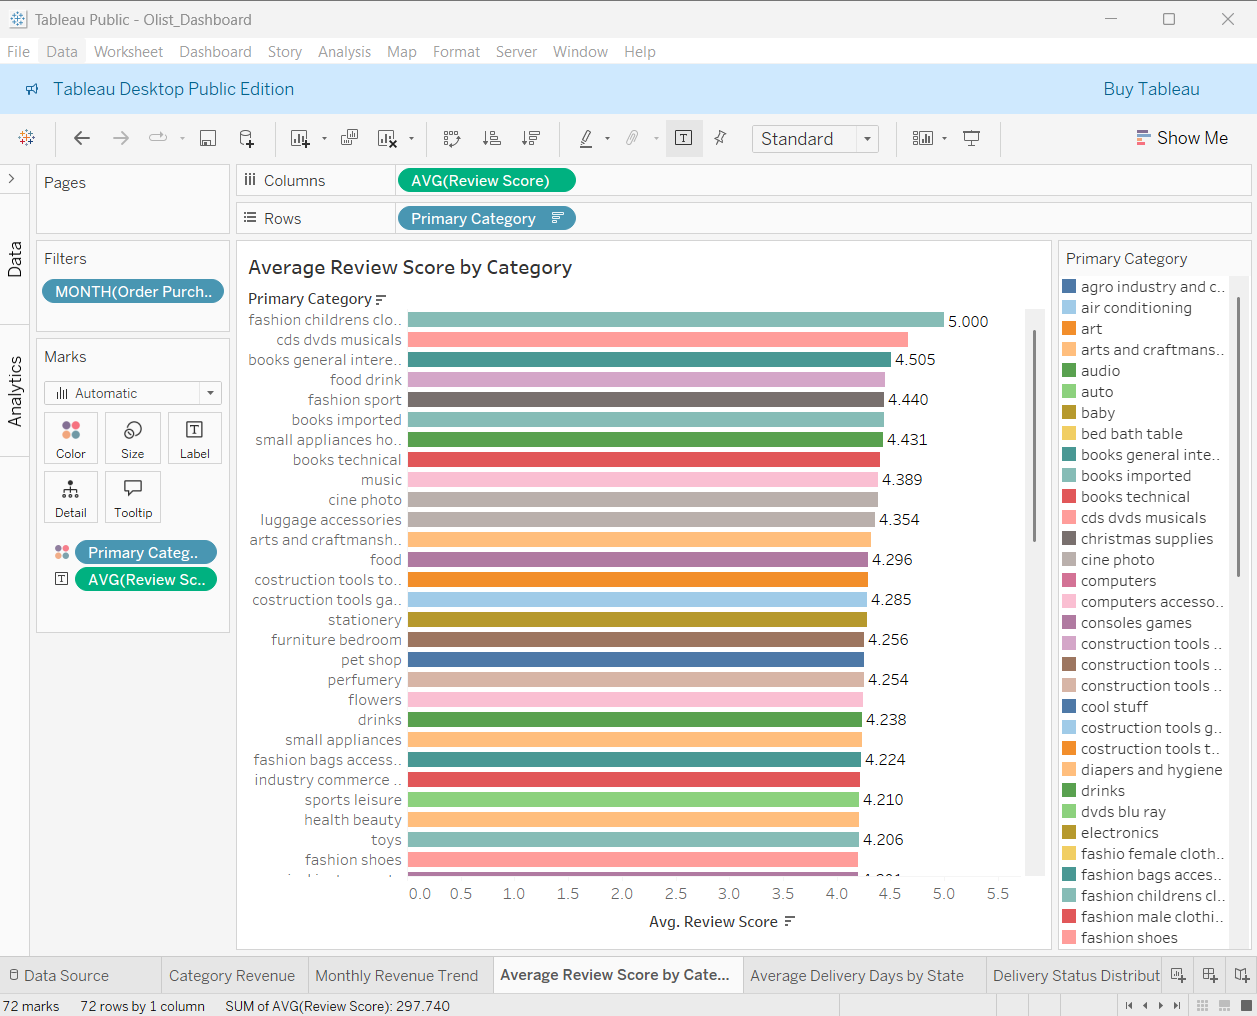 Tableau Public - Olist_Dashboard
File Data Worksheet Dashboard Story Analysis Map Format Server Window Help
Tableau Desktop Public Edition
Buy Tableau
Standard
Show Me
Data
Analytics
Pages
Filters
MONTH(Order Purch..
Marks
Automatic
Color
Size
Label
Detail
Tooltip
Primary Categ..
AVG(Review Sc..
Columns
AVG(Review Score)
Rows
Primary Category
Average Review Score by Category
Primary Category
fashion childrens clo.. 5.000
cds dvds musicals
books general intere.. 4.505
food drink
fashion sport 4.440
books imported
small appliances ho.. 4.431
books technical
music 4.389
cine photo
luggage accessories 4.354
arts and craftmansh..
food 4.296
costruction tools to..
costruction tools ga.. 4.285
stationery
furniture bedroom 4.256
pet shop
perfumery 4.254
flowers
drinks 4.238
small appliances
fashion bags access.. 4.224
industry commerce ..
sports leisure 4.210
health beauty
toys 4.206
fashion shoes
0.0 0.5 1.0 1.5 2.0 2.5 3.0 3.5 4.0 4.5 5.0 5.5
Avg. Review Score
Primary Category
agro industry and c..
air conditioning
art
arts and craftmans..
audio
auto
baby
bed bath table
books general inte..
books imported
books technical
cds dvds musicals
christmas supplies
cine photo
computers
computers accesso..
consoles games
construction tools ..
construction tools ..
construction tools ..
cool stuff
costruction tools g..
costruction tools t..
diapers and hygiene
drinks
dvds blu ray
electronics
fashio female cloth..
fashion bags acces..
fashion childrens cl..
fashion male clothi..
fashion shoes
Data Source
Category Revenue
Monthly Revenue Trend
Average Review Score by Cate...
Average Delivery Days by State
Delivery Status Distribut
72 marks
72 rows by 1 column
SUM of AVG(Review Score): 297.740